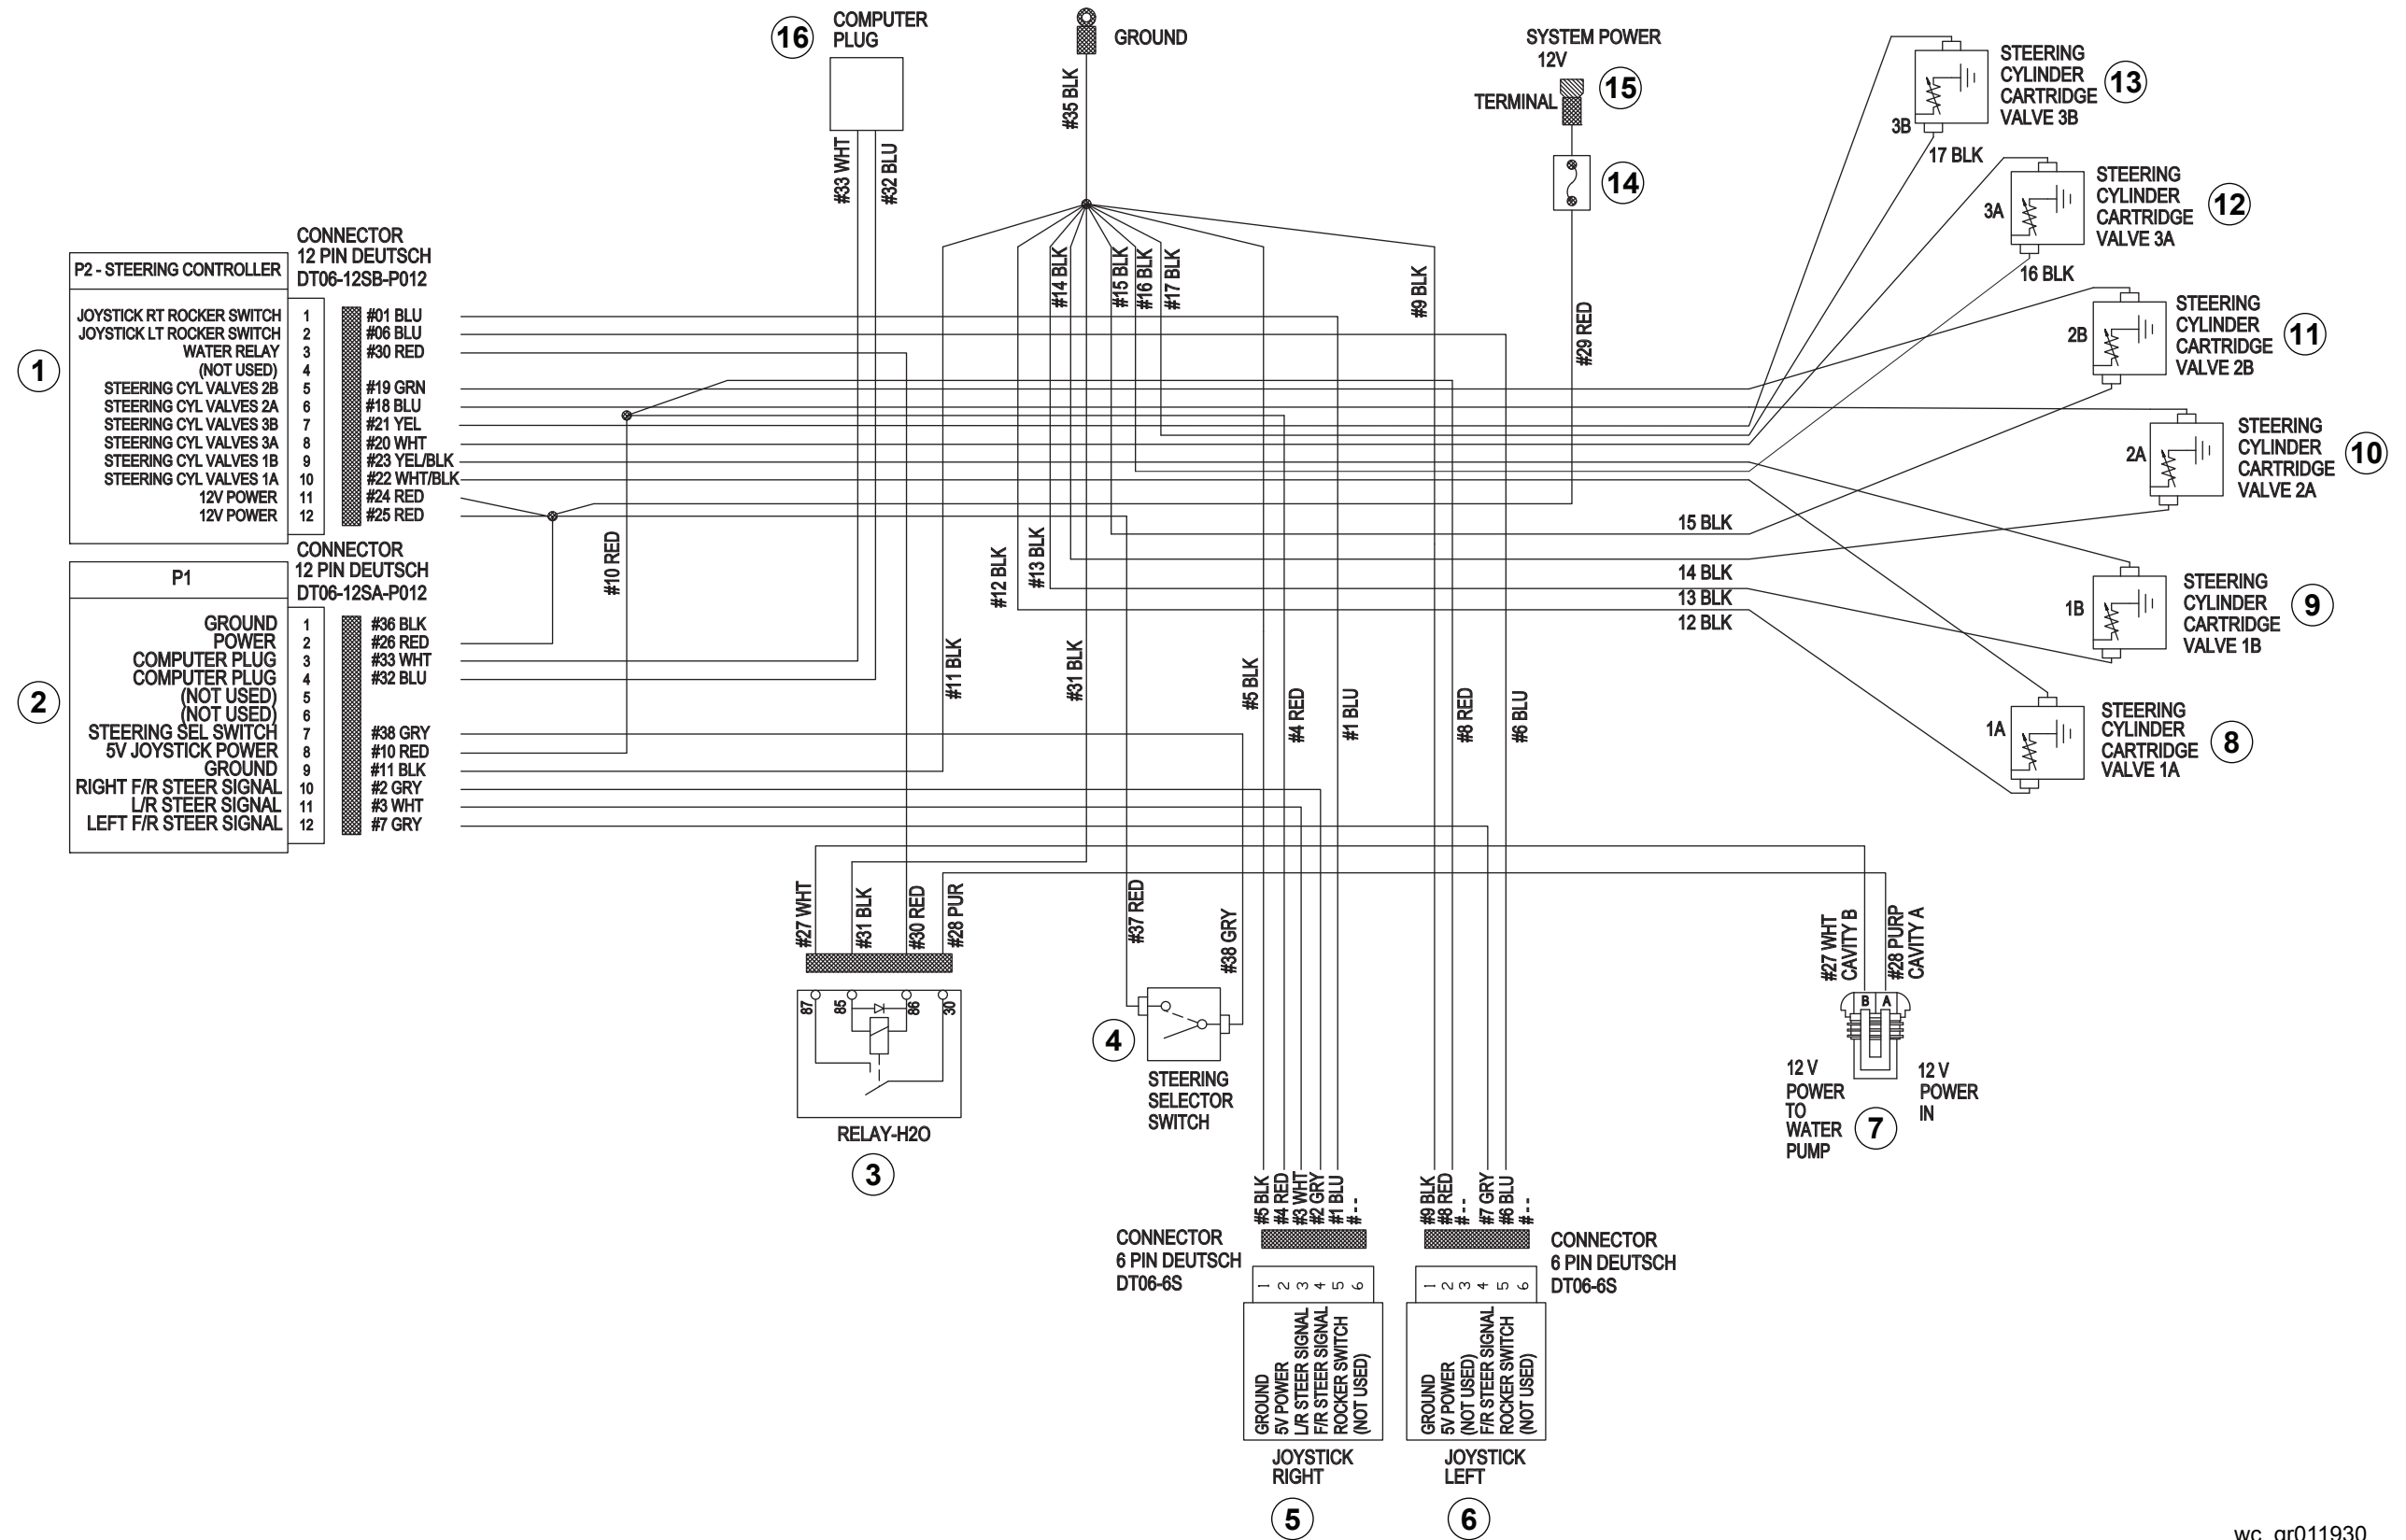 16
COMPUTER
PLUG
GROUND
SYSTEM POWER
12V
TERMINAL
15
14
#33 WHT
#32 BLU
#35 BLK
#29 RED
3B
17 BLK
STEERING
CYLINDER
CARTRIDGE
VALVE 3B
13
3A
16 BLK
STEERING
CYLINDER
CARTRIDGE
VALVE 3A
12
2B
STEERING
CYLINDER
CARTRIDGE
VALVE 2B
11
2A
STEERING
CYLINDER
CARTRIDGE
VALVE 2A
10
1B
STEERING
CYLINDER
CARTRIDGE
VALVE 1B
9
1A
STEERING
CYLINDER
CARTRIDGE
VALVE 1A
8
#14 BLK
#15 BLK
#16 BLK
#17 BLK
#9 BLK
CONNECTOR
12 PIN DEUTSCH
DT06-12SB-P012
P2 - STEERING CONTROLLER
1
JOYSTICK RT ROCKER SWITCH 1 #01 BLU
JOYSTICK LT ROCKER SWITCH 2 #06 BLU
WATER RELAY 3 #30 RED
(NOT USED) 4
STEERING CYL VALVES 2B 5 #19 GRN
STEERING CYL VALVES 2A 6 #18 BLU
STEERING CYL VALVES 3B 7 #21 YEL
STEERING CYL VALVES 3A 8 #20 WHT
STEERING CYL VALVES 1B 9 #23 YEL/BLK
STEERING CYL VALVES 1A 10 #22 WHT/BLK
12V POWER 11 #24 RED
12V POWER 12 #25 RED
CONNECTOR
12 PIN DEUTSCH
DT06-12SA-P012
P1
2
GROUND 1 #36 BLK
POWER 2 #26 RED
COMPUTER PLUG 3 #33 WHT
COMPUTER PLUG 4 #32 BLU
(NOT USED) 5
(NOT USED) 6
STEERING SEL SWITCH 7 #38 GRY
5V JOYSTICK POWER 8 #10 RED
GROUND 9 #11 BLK
RIGHT F/R STEER SIGNAL 10 #2 GRY
L/R STEER SIGNAL 11 #3 WHT
LEFT F/R STEER SIGNAL 12 #7 GRY
#10 RED
#12 BLK
#13 BLK
#11 BLK
#31 BLK
#5 BLK
#4 RED
#1 BLU
#8 RED
#6 BLU
15 BLK
14 BLK
13 BLK
12 BLK
#27 WHT
#31 BLK
#30 RED
#28 PUR
87
85
86
30
RELAY-H2O
3
#37 RED
#38 GRY
4
STEERING
SELECTOR
SWITCH
#27 WHT
CAVITY B
#28 PURP
CAVITY A
B A
12 V
POWER
TO
WATER
PUMP
7
12 V
POWER
IN
#5 BLK
#4 RED
#3 WHT
#2 GRY
#1 BLU
#--
CONNECTOR
6 PIN DEUTSCH
DT06-6S
1 2 3 4 5 6
GROUND
5V POWER
L/R STEER SIGNAL
F/R STEER SIGNAL
ROCKER SWITCH
(NOT USED)
JOYSTICK
RIGHT
5
#9 BLK
#8 RED
#--
#7 GRY
#6 BLU
#--
CONNECTOR
6 PIN DEUTSCH
DT06-6S
1 2 3 4 5 6
GROUND
5V POWER
(NOT USED)
F/R STEER SIGNAL
ROCKER SWITCH
(NOT USED)
JOYSTICK
LEFT
6
wc_gr011930